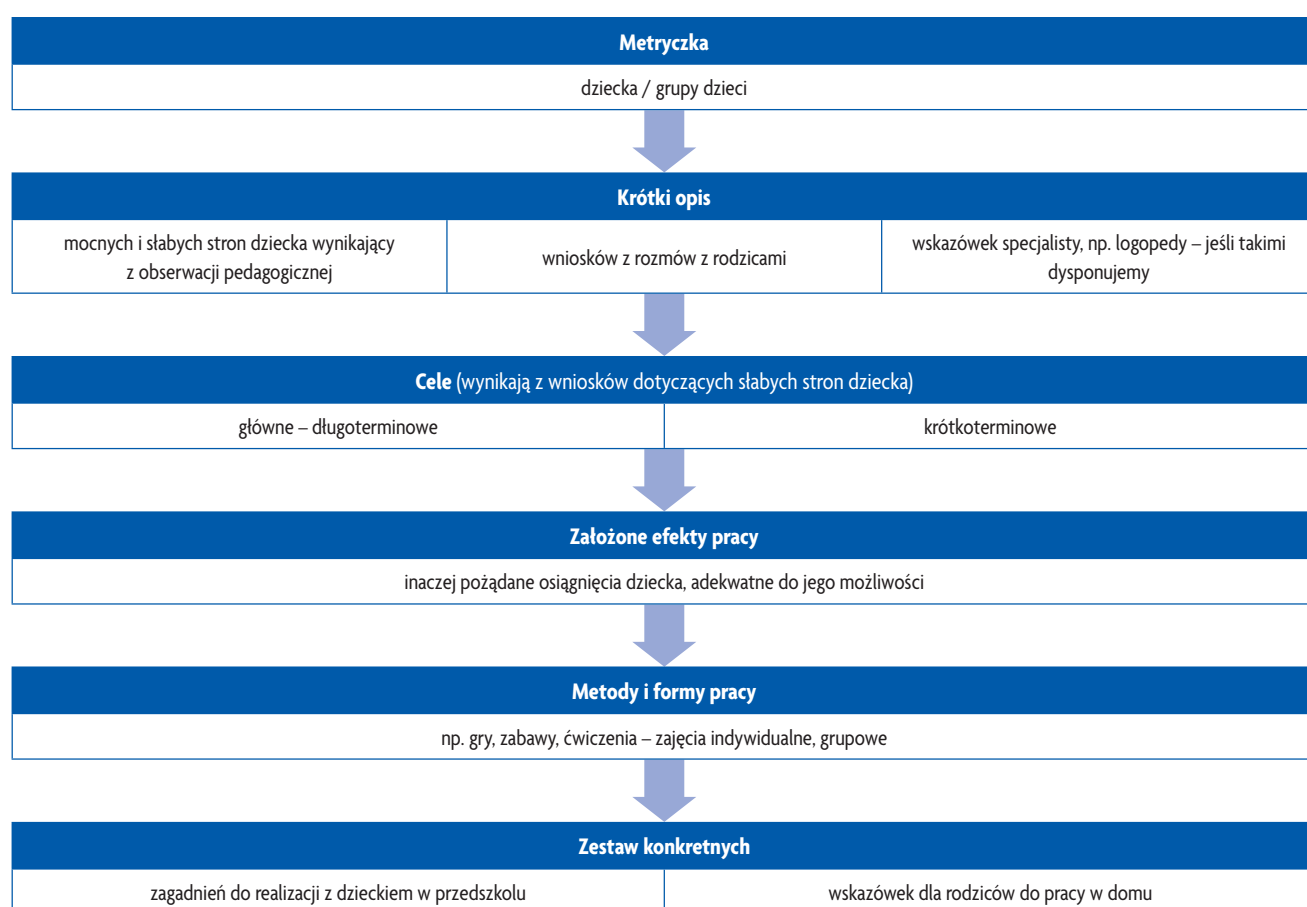 Metryczka
dziecka / grupy dzieci
Krótki opis
mocnych i słabych stron dziecka wynikający
z obserwacji pedagogicznej
wniosków z rozmów z rodzicami
wskazówek specjalisty, np. logopedy – jeśli takimi
dysponujemy
Cele (wynikają z wniosków dotyczących słabych stron dziecka)
główne – długoterminowe
krótkoterminowe
Założone efekty pracy
inaczej pożądane osiągnięcia dziecka, adekwatne do jego możliwości
Metody i formy pracy
np. gry, zabawy, ćwiczenia – zajęcia indywidualne, grupowe
Zestaw konkretnych
zagadnień do realizacji z dzieckiem w przedszkolu
wskazówek dla rodziców do pracy w domu